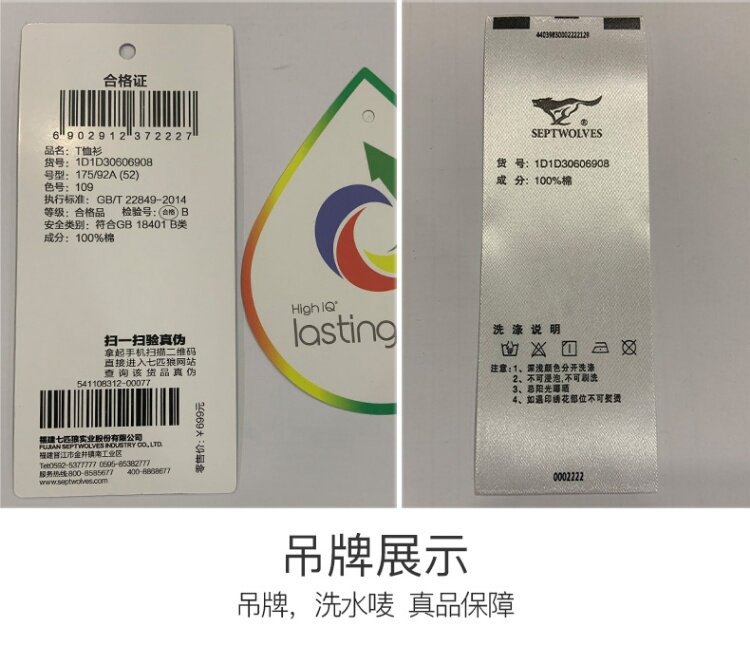 合格证
6 902912 372227
品名：T恤衫
货号：1D1D30606908
号型：175/92A (52)
色号：109
执行标准：GB/T 22849-2014
等级：合格品 检验号：合格 B
安全类别：符合GB 18401 B类
成分：100%棉
扫一扫验真伪
拿起手机扫描二维码
直接进入七匹狼网站
查询该货品真伪
541108312-00077
福建七匹狼实业股份有限公司
FUJIAN SEPTWOLVES INDUSTRY CO., LTD.
福建晋江市金井镇南工业区
Tel:0592-5377777 0595-85382777
服务热线:800-8585677 400-8868677
www.septwolves.com
零售价：￥699元
High IQ®
lasting
4403983000222212R
SEPTWOLVES
®
货 号：1D1D30606908
成 分：100%棉
洗 涤 说 明
注意：1、深浅颜色分开洗涤
2、不可浸泡,不可刷洗
3、忌阳光曝晒
4、如遇印绣花部位不可熨烫
0002222
吊牌展示
吊牌，洗水唛 真品保障